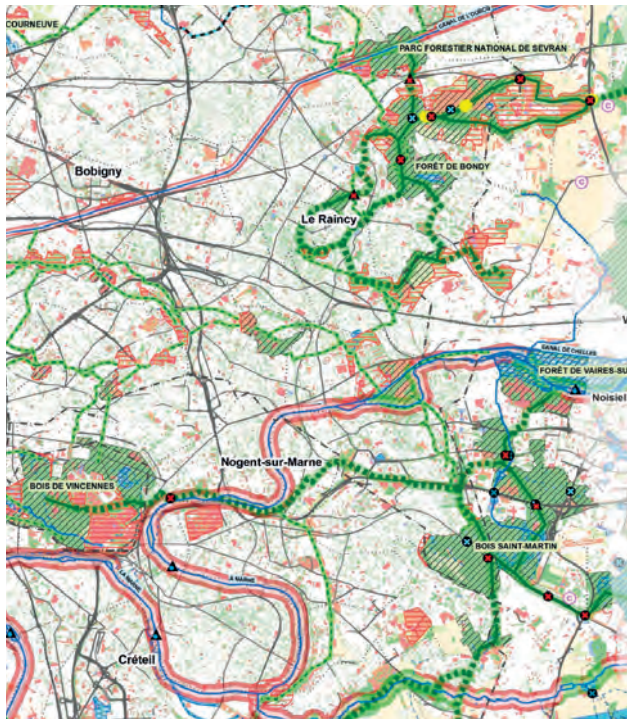 COURNEUVE
CANAL DE L'OURCQ
PARC FORESTIER NATIONAL DE SEVRAN
C
Bobigny
FORÊT DE BONDY
C
Le Raincy
V
CANAL DE CHELLES
FORÊT DE VAIRES-SU
Noisiel
Nogent-sur-Marne
BOIS DE VINCENNES
BOIS SAINT-MARTIN
LA MARNE
A MARNE
C
Créteil